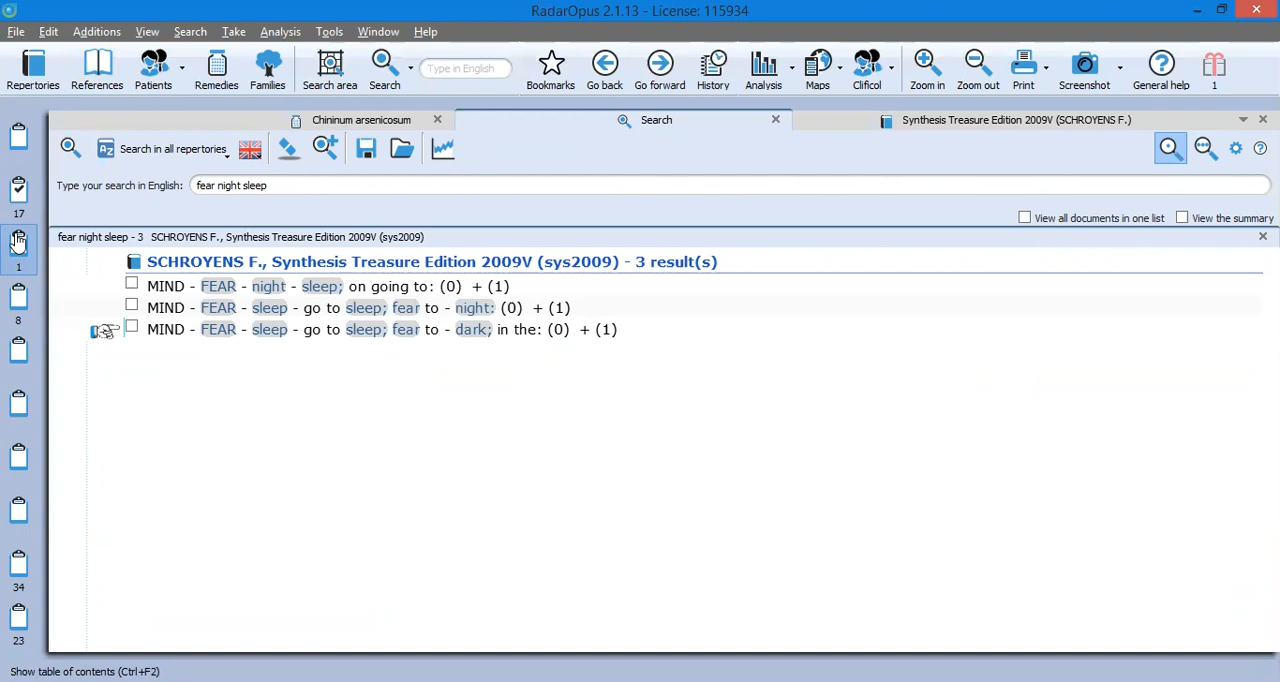 RadarOpus 2.1.13 - License: 115934
File Edit Additions View Search Take Analysis Tools Window Help
Type in English
Repertories References Patients Remedies Families Search area Search Bookmarks Go back Go forward History Analysis Maps Clificol Zoom in Zoom out Print Screenshot General help 1
Chininum arsenicosum Search Synthesis Treasure Edition 2009V (SCHROYENS F.)
AZ Search in all repertories
Type your search in English: fear night sleep
View all documents in one list View the summary
fear night sleep - 3 SCHROYENS F., Synthesis Treasure Edition 2009V (sys2009)
SCHROYENS F., Synthesis Treasure Edition 2009V (sys2009) - 3 result(s)
MIND - FEAR - night - sleep; on going to: (0) + (1)
MIND - FEAR - sleep - go to sleep; fear to - night: (0) + (1)
MIND - FEAR - sleep - go to sleep; fear to - dark; in the: (0) + (1)
17
1
8
34
23
Show table of contents (Ctrl+F2)